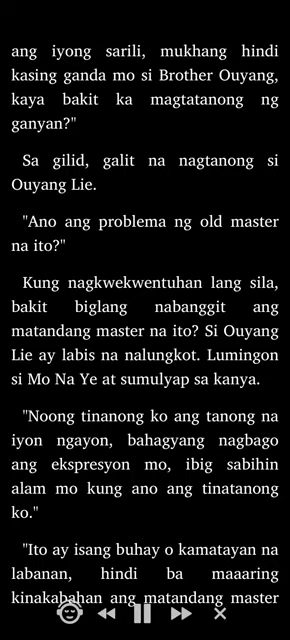 ang iyong sarili, mukhang hindi
kasing ganda mo si Brother Ouyang,
kaya bakit ka magtatanong ng
ganyan?"
Sa gilid, galit na nagtanong si
Ouyang Lie.
"Ano ang problema ng old master
na ito?"
Kung nagkwekwentuhan lang sila,
bakit biglang nabanggit ang
matandang master na ito? Si Ouyang
Lie ay labis na nalungkot. Lumingon
si Mo Na Ye at sumulyap sa kanya.
"Noong tinanong ko ang tanong na
iyon ngayon, bahagyang nagbago
ang ekspresyon mo, ibig sabihin
alam mo kung ano ang tinatanong
ko."
"Ito ay isang buhay o kamatayan na
labanan, hindi ba maaaring
kinakabahan ang matandang master